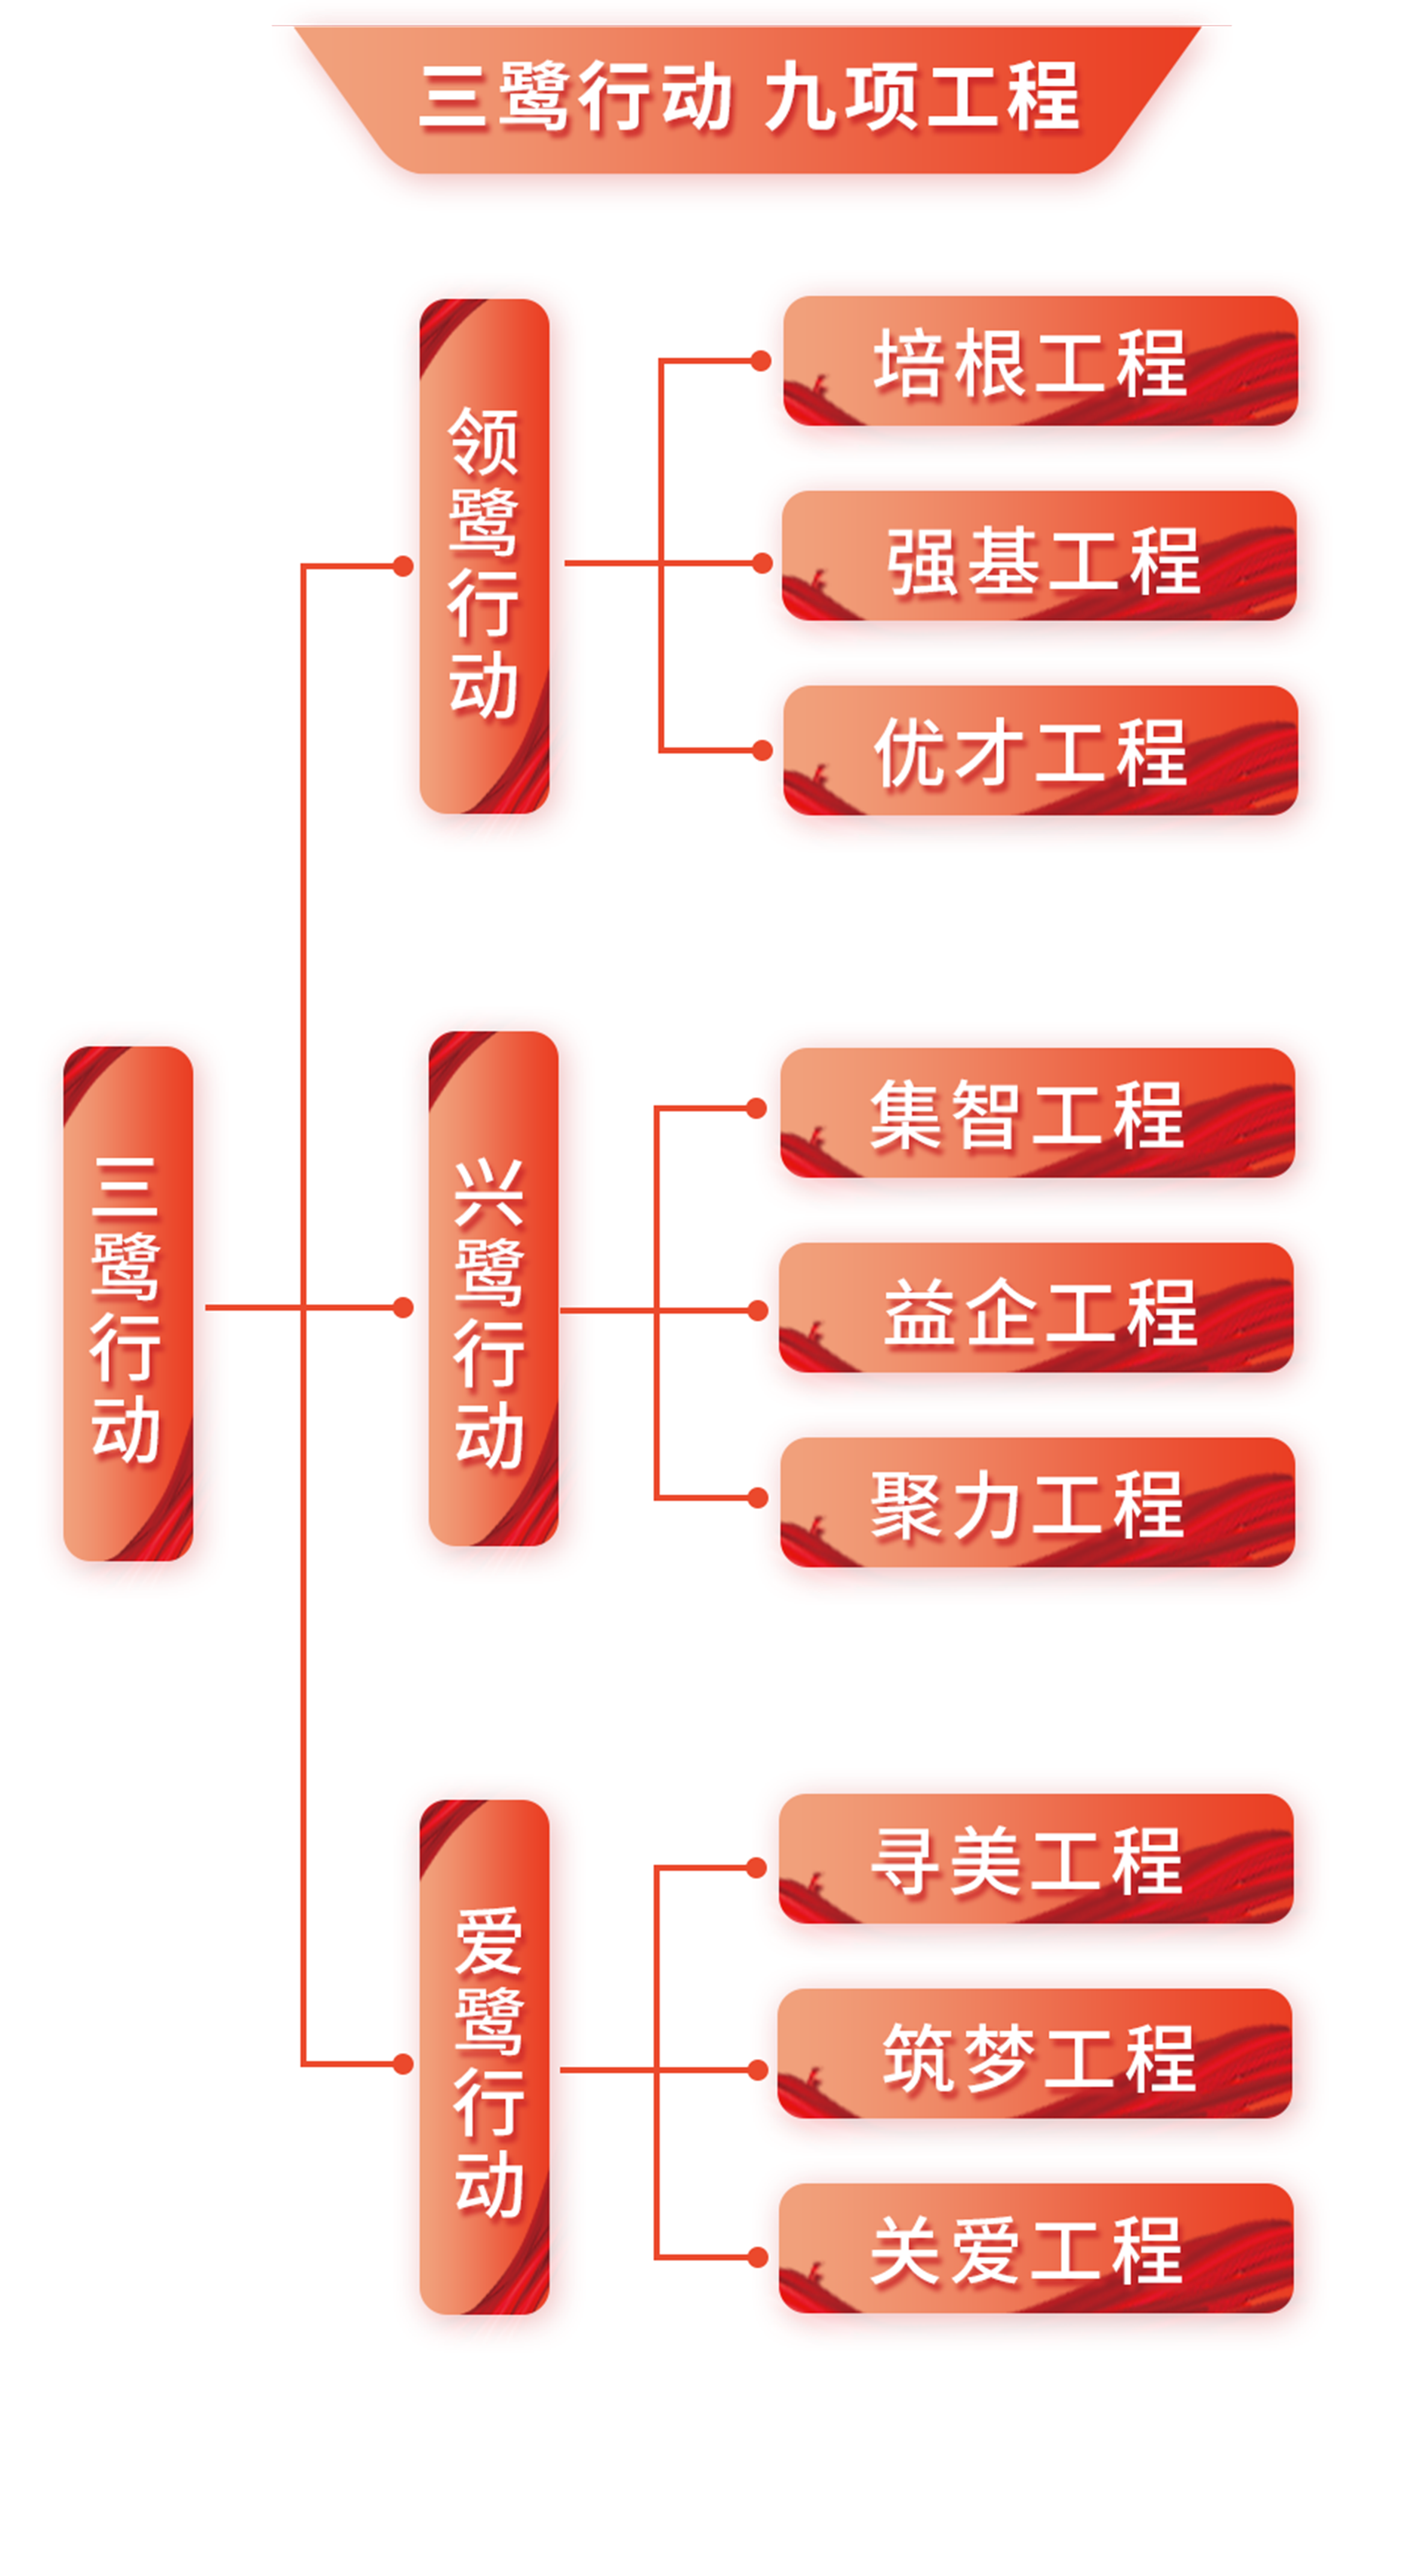 三鹭行动 九项工程
三鹭行动
领鹭行动
培根工程
强基工程
优才工程
兴鹭行动
集智工程
益企工程
聚力工程
爱鹭行动
寻美工程
筑梦工程
关爱工程